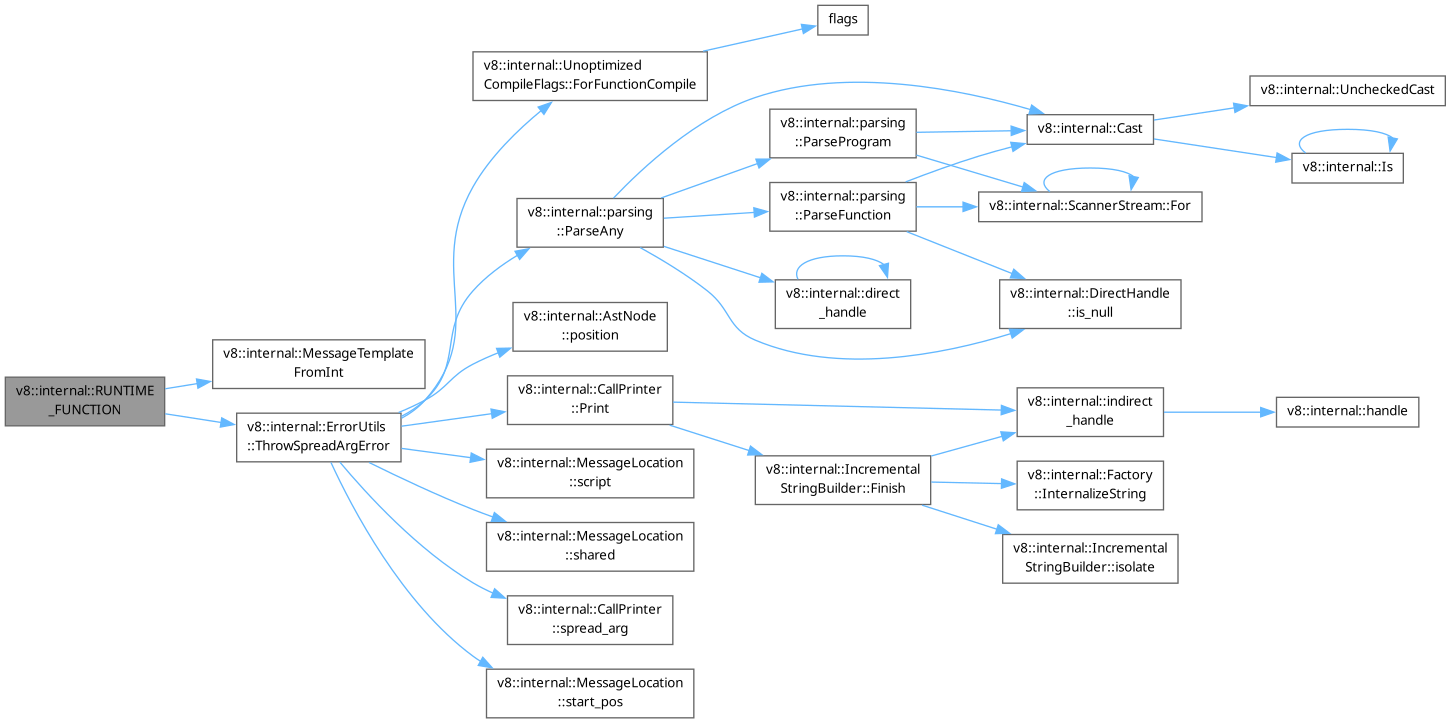 v8::internal::RUNTIME
_FUNCTION
v8::internal::MessageTemplate
FromInt
v8::internal::ErrorUtils
::ThrowSpreadArgError
v8::internal::Unoptimized
CompileFlags::ForFunctionCompile
flags
v8::internal::parsing
::ParseAny
v8::internal::parsing
::ParseProgram
v8::internal::parsing
::ParseFunction
v8::internal::Cast
v8::internal::UncheckedCast
v8::internal::Is
v8::internal::ScannerStream::For
v8::internal::direct
_handle
v8::internal::DirectHandle
::is_null
v8::internal::AstNode
::position
v8::internal::CallPrinter
::Print
v8::internal::indirect
_handle
v8::internal::handle
v8::internal::Incremental
StringBuilder::Finish
v8::internal::Factory
::InternalizeString
v8::internal::Incremental
StringBuilder::isolate
v8::internal::MessageLocation
::script
v8::internal::MessageLocation
::shared
v8::internal::CallPrinter
::spread_arg
v8::internal::MessageLocation
::start_pos